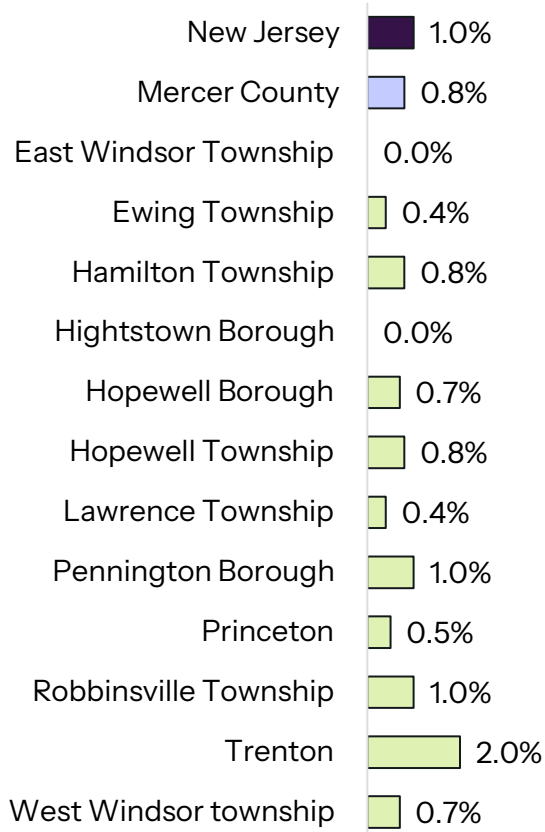 New Jersey 1.0%
Mercer County 0.8%
East Windsor Township 0.0%
Ewing Township 0.4%
Hamilton Township 0.8%
Hightstown Borough 0.0%
Hopewell Borough 0.7%
Hopewell Township 0.8%
Lawrence Township 0.4%
Pennington Borough 1.0%
Princeton 0.5%
Robbinsville Township 1.0%
Trenton 2.0%
West Windsor township 0.7%